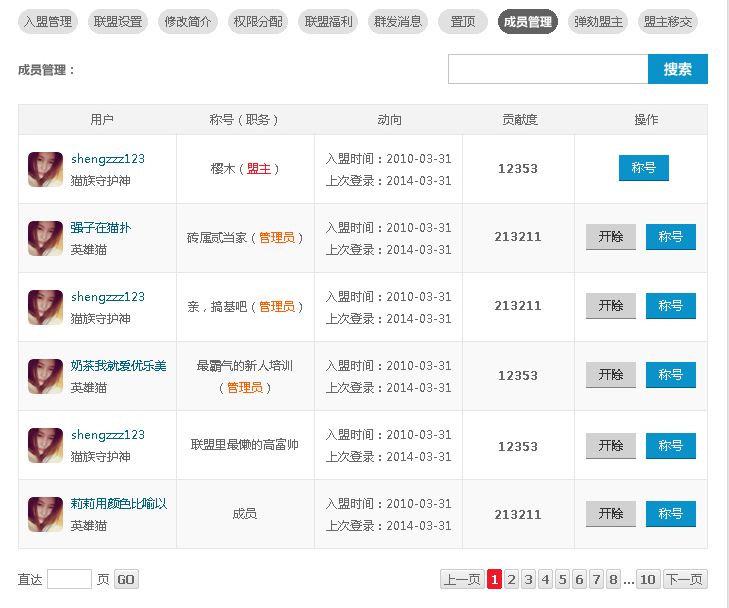 入盟管理 联盟设置 修改简介 权限分配 联盟福利 群发消息 置顶 成员管理 弹劾盟主 盟主移交
成员管理： 搜索
用户 称号（职务） 动向 贡献度 操作
shengzzz123
猫族守护神
樱木（盟主）
入盟时间：2010-03-31
上次登录：2014-03-31
12353
称号
强子在猫扑
英雄猫
砖属贰当家（管理员）
入盟时间：2010-03-31
上次登录：2014-03-31
213211
开除 称号
shengzzz123
猫族守护神
亲，搞基吧（管理员）
入盟时间：2010-03-31
上次登录：2014-03-31
213211
开除 称号
奶茶我就爱优乐美
英雄猫
最霸气的新人培训
（管理员）
入盟时间：2010-03-31
上次登录：2014-03-31
12353
开除 称号
shengzzz123
猫族守护神
联盟里最懒的高富帅
入盟时间：2010-03-31
上次登录：2014-03-31
12353
开除 称号
莉莉用颜色比喻以
英雄猫
成员
入盟时间：2010-03-31
上次登录：2014-03-31
213211
开除 称号
直达 页 GO 上一页 1 2 3 4 5 6 7 8 ... 10 下一页